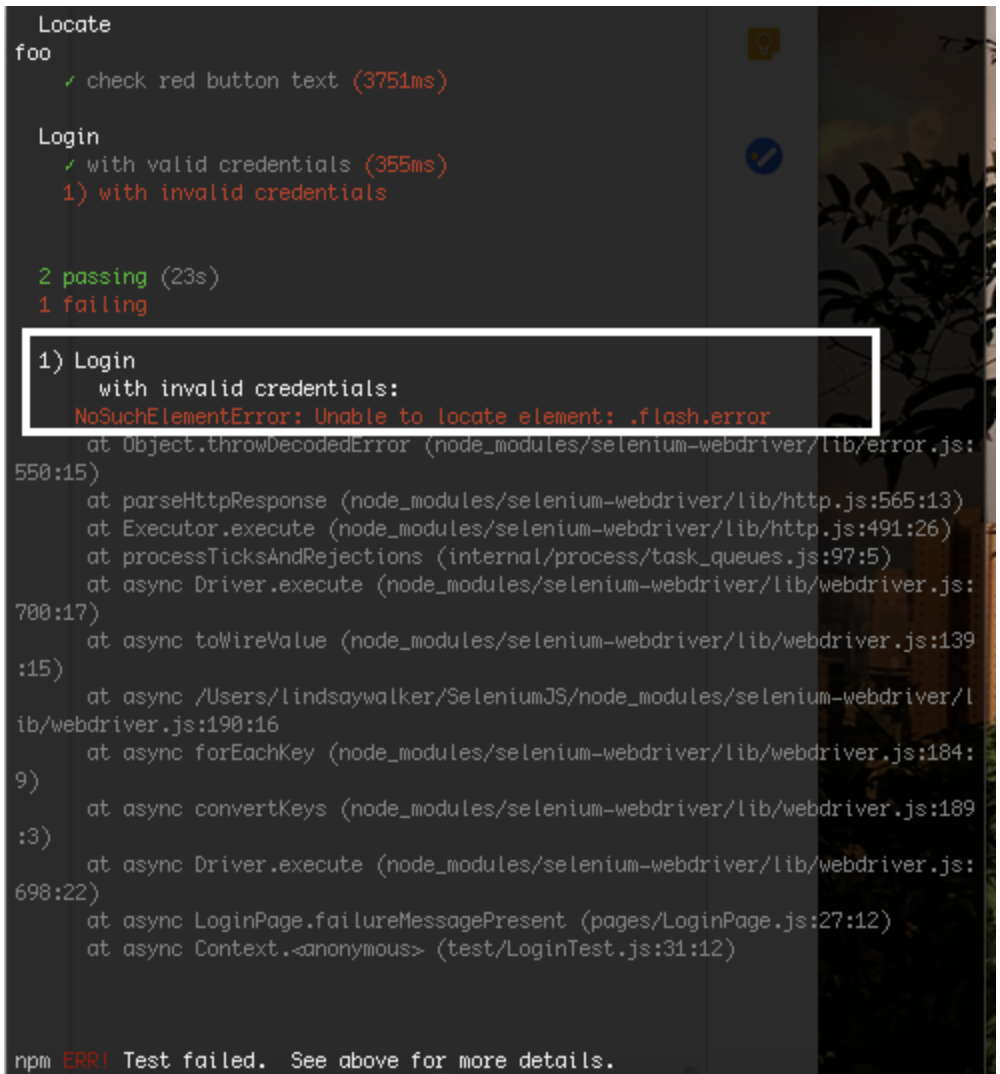 Locate
foo
✓ check red button text (3751ms)
Login
✓ with valid credentials (355ms)
1) with invalid credentials
2 passing (23s)
1 failing
1) Login
with invalid credentials:
NoSuchElementError: Unable to locate element: .flash.error
at Object.throwDecodedError (node_modules/selenium-webdriver/lib/error.js:
550:15)
at parseHttpResponse (node_modules/selenium-webdriver/lib/http.js:565:13)
at Executor.execute (node_modules/selenium-webdriver/lib/http.js:491:26)
at processTicksAndRejections (internal/process/task_queues.js:97:5)
at async Driver.execute (node_modules/selenium-webdriver/lib/webdriver.js:
700:17)
at async toWireValue (node_modules/selenium-webdriver/lib/webdriver.js:139
:15)
at async /Users/lindsaywalker/SeleniumJS/node_modules/selenium-webdriver/l
ib/webdriver.js:190:16
at async forEachKey (node_modules/selenium-webdriver/lib/webdriver.js:184:
9)
at async convertKeys (node_modules/selenium-webdriver/lib/webdriver.js:189
:3)
at async Driver.execute (node_modules/selenium-webdriver/lib/webdriver.js:
698:22)
at async LoginPage.failureMessagePresent (pages/LoginPage.js:27:12)
at async Context.<anonymous> (test/LoginTest.js:31:12)
npm ERR! Test failed.  See above for more details.